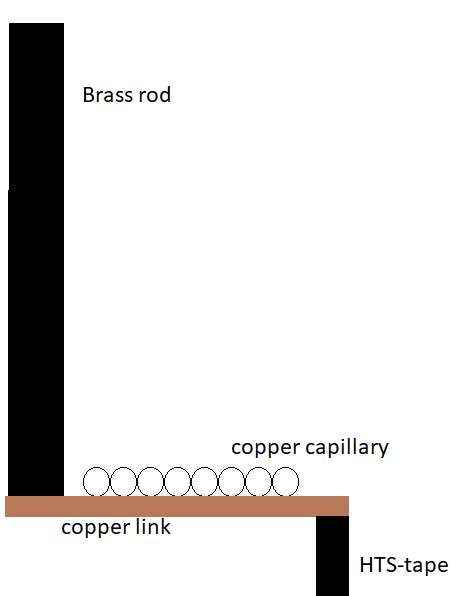 Brass rod
copper capillary
copper link
HTS-tape